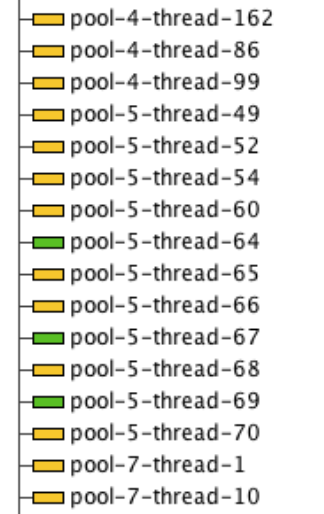 pool-4-thread-162
pool-4-thread-86
pool-4-thread-99
pool-5-thread-49
pool-5-thread-52
pool-5-thread-54
pool-5-thread-60
pool-5-thread-64
pool-5-thread-65
pool-5-thread-66
pool-5-thread-67
pool-5-thread-68
pool-5-thread-69
pool-5-thread-70
pool-7-thread-1
pool-7-thread-10